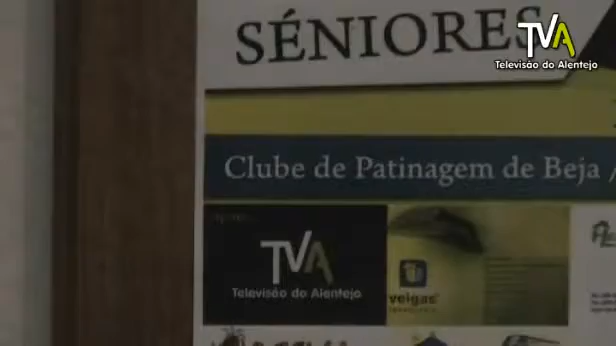 SÉNIORES
TVA
Televisão do Alentejo
Clube de Patinagem de Beja /
TVA
Televisão do Alentejo
veigas